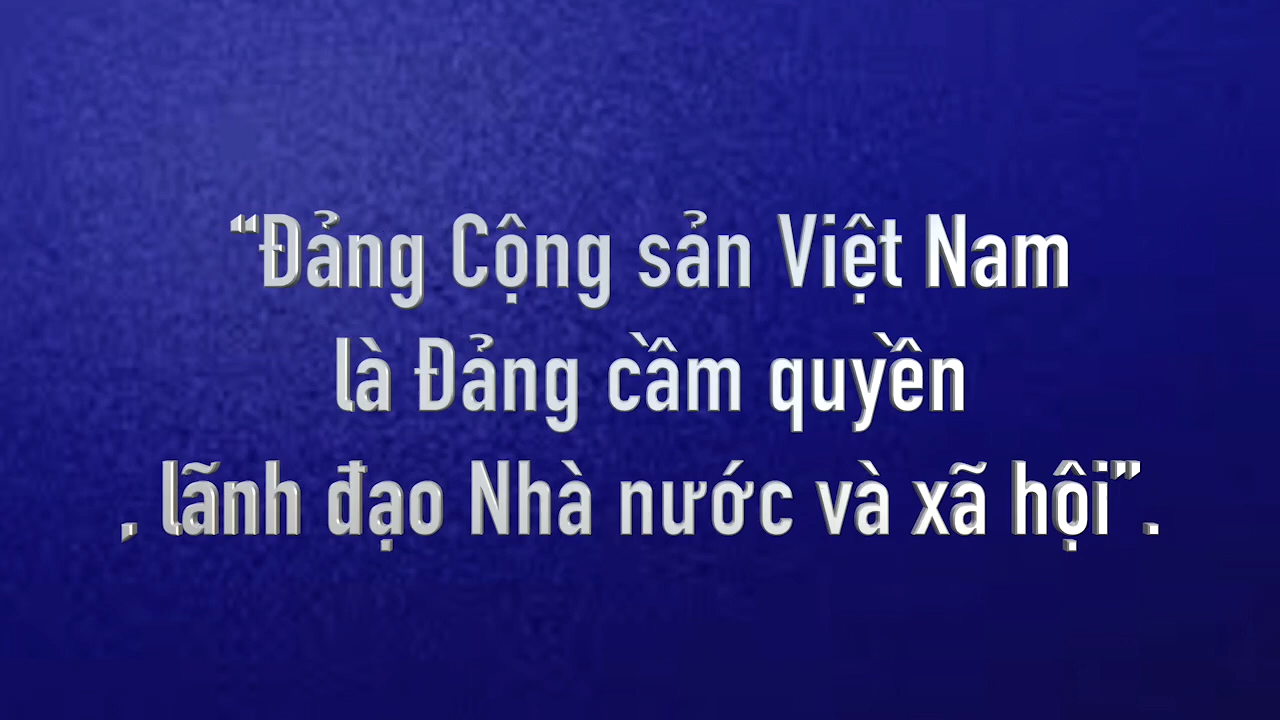 “Đảng Cộng sản Việt Nam
là Đảng cầm quyền
, lãnh đạo Nhà nước và xã hội”.